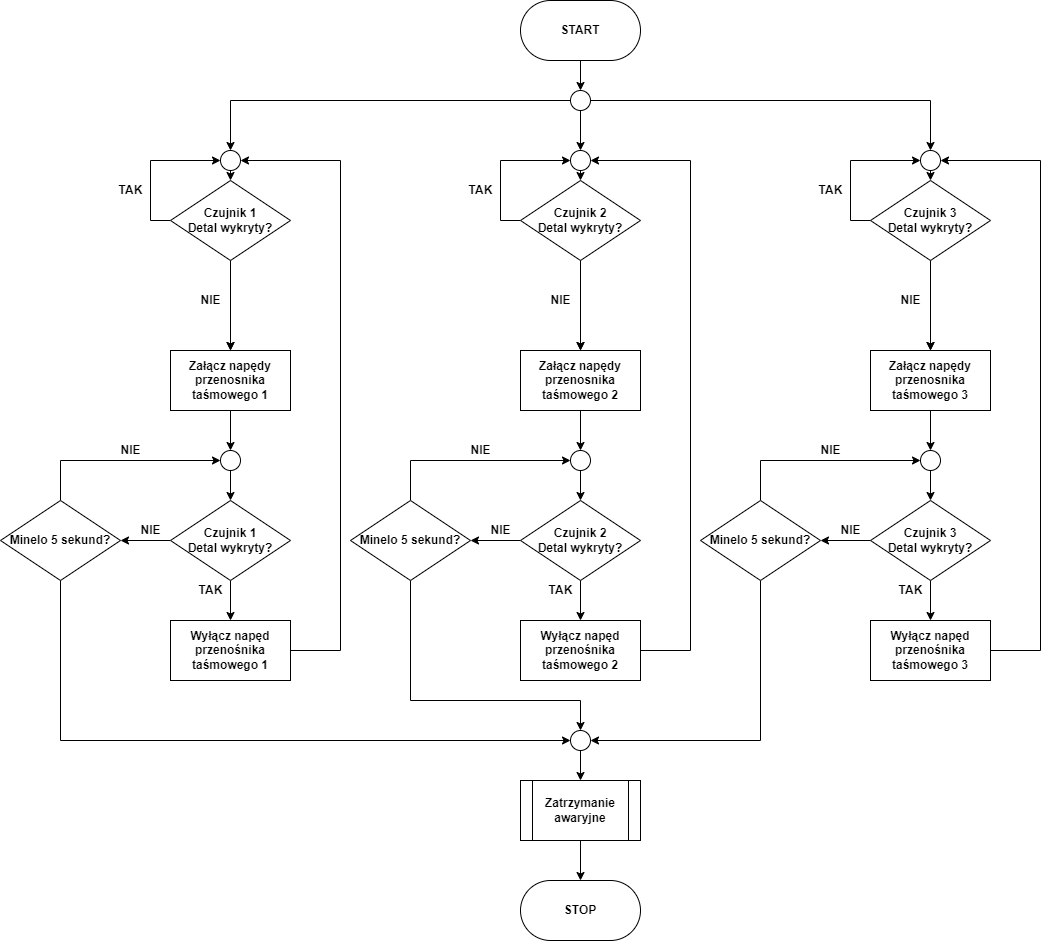 START
TAK
Czujnik 1
Detal wykryty?
TAK
Czujnik 2
Detal wykryty?
TAK
Czujnik 3
Detal wykryty?
NIE
NIE
NIE
Załącz napędy
przenosnika
taśmowego 1
Załącz napędy
przenosnika
taśmowego 2
Załącz napędy
przenosnika
taśmowego 3
NIE
NIE
NIE
Minelo 5 sekund?
NIE
Czujnik 1
Detal wykryty?
Minelo 5 sekund?
NIE
Czujnik 2
Detal wykryty?
Minelo 5 sekund?
NIE
Czujnik 3
Detal wykryty?
TAK
TAK
TAK
Wyłącz napęd
przenośnika
taśmowego 1
Wyłącz napęd
przenośnika
taśmowego 2
Wyłącz napęd
przenośnika
taśmowego 3
Zatrzymanie
awaryjne
STOP